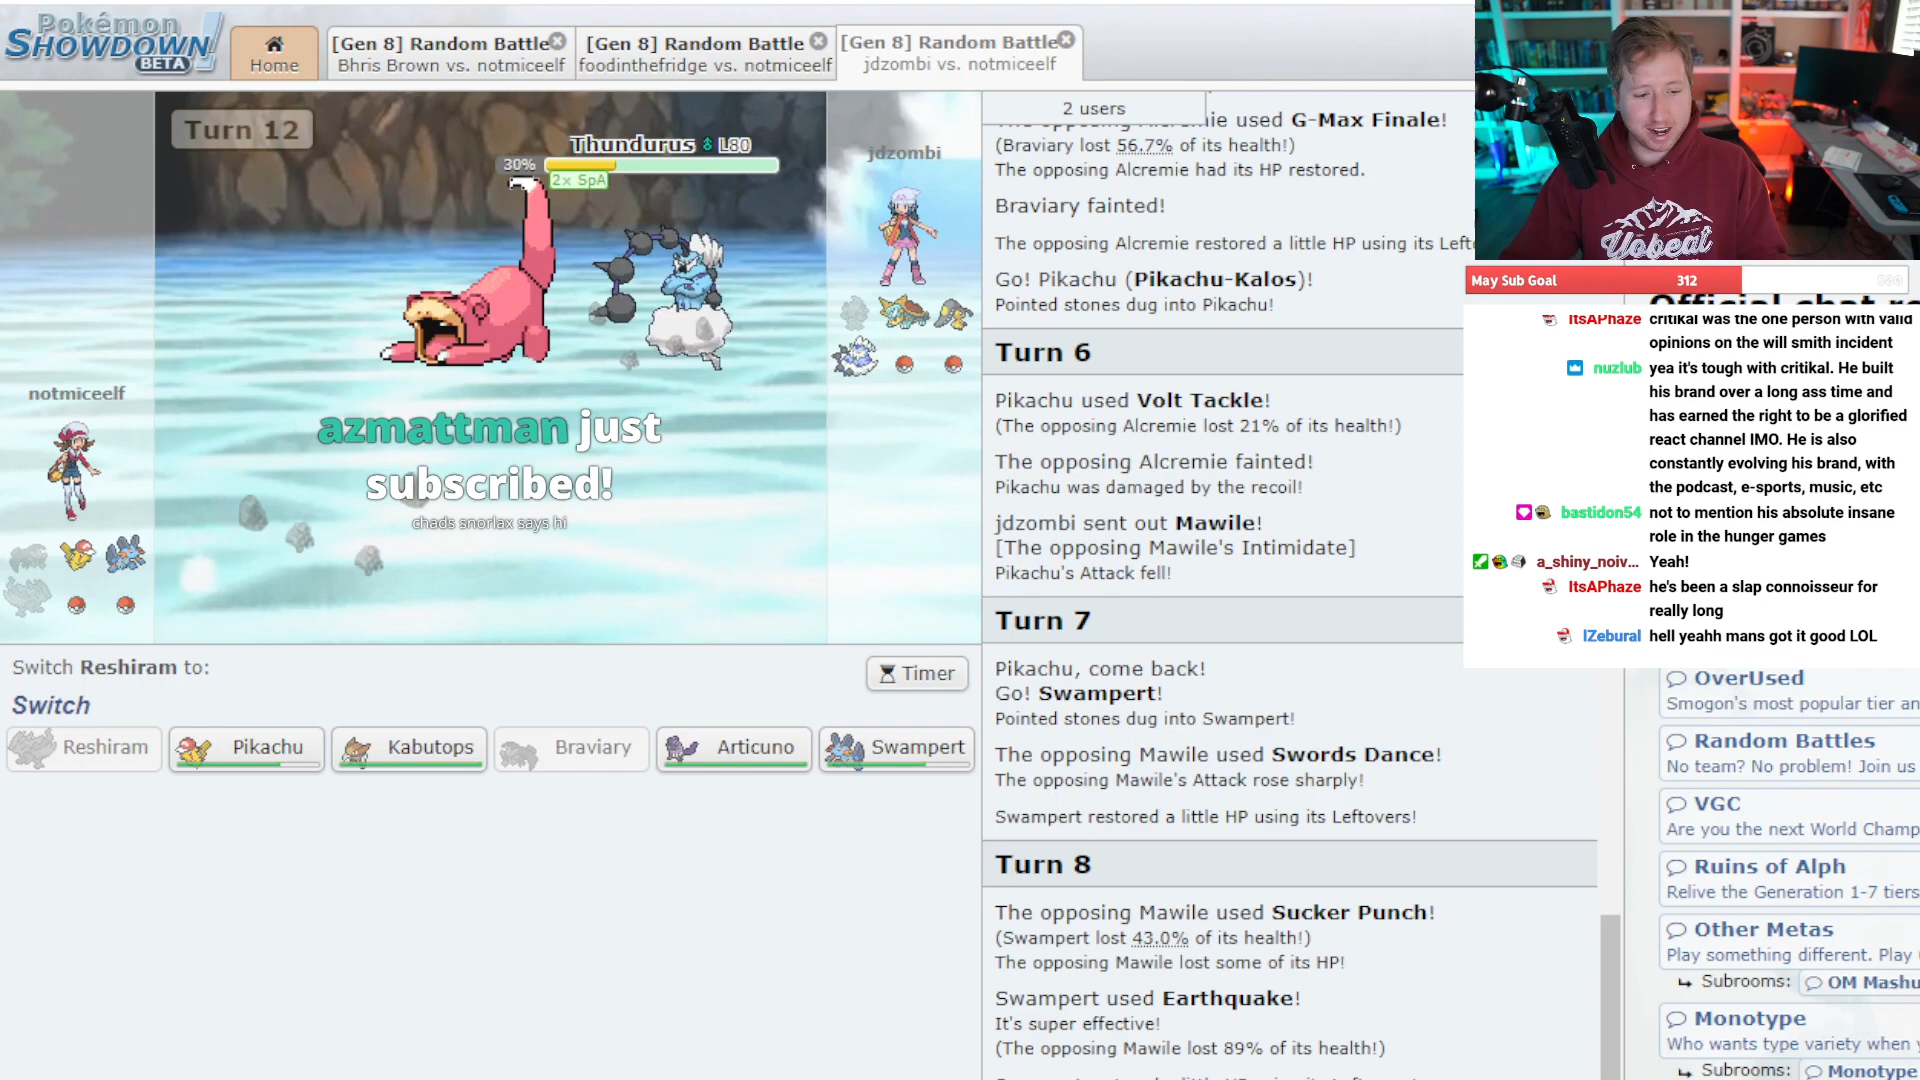 Pokémon
SHOWDOWN
BETA
Home
[Gen 8] Random Battle
Bhris Brown vs. notmiceelf
[Gen 8] Random Battle
foodinthefridge vs. notmiceelf
[Gen 8] Random Battle
jdzombi vs. notmiceelf
Turn 12
Thundurus L80
30%
2x SpA
jdzombi
notmiceelf
azmattman just
subscribed!
chads snorlax says hi
Switch Reshiram to:
Timer
Switch
Reshiram
Pikachu
Kabutops
Braviary
Articuno
Swampert
2 users
used G-Max Finale!
(Braviary lost 56.7% of its health!)
The opposing Alcremie had its HP restored.
Braviary fainted!
The opposing Alcremie restored a little HP using its Left
Go! Pikachu (Pikachu-Kalos)!
Pointed stones dug into Pikachu!
Turn 6
Pikachu used Volt Tackle!
(The opposing Alcremie lost 21% of its health!)
The opposing Alcremie fainted!
Pikachu was damaged by the recoil!
jdzombi sent out Mawile!
[The opposing Mawile's Intimidate]
Pikachu's Attack fell!
Turn 7
Pikachu, come back!
Go! Swampert!
Pointed stones dug into Swampert!
The opposing Mawile used Swords Dance!
The opposing Mawile's Attack rose sharply!
Swampert restored a little HP using its Leftovers!
Turn 8
The opposing Mawile used Sucker Punch!
(Swampert lost 43.0% of its health!)
The opposing Mawile lost some of its HP!
Swampert used Earthquake!
It's super effective!
(The opposing Mawile lost 89% of its health!)
Yobeat
May Sub Goal 312 500
Official chat
ItsAPhaze critikal was the one person with valid
opinions on the will smith incident
nuzlub yea it's tough with critikal. He built
his brand over a long ass time and
has earned the right to be a glorified
react channel IMO. He is also
constantly evolving his brand, with
the podcast, e-sports, music, etc
bastidon54 not to mention his absolute insane
role in the hunger games
a_shiny_noiv... Yeah!
ItsAPhaze he's been a slap connoisseur for
really long
lZebural hell yeahh mans got it good LOL
OverUsed
Smogon's most popular tier an
Random Battles
No team? No problem! Join us
VGC
Are you the next World Champ
Ruins of Alph
Relive the Generation 1-7 tiers
Other Metas
Play something different. Play
Subrooms: OM Mashu
Monotype
Who wants type variety when
Subrooms: Monotype